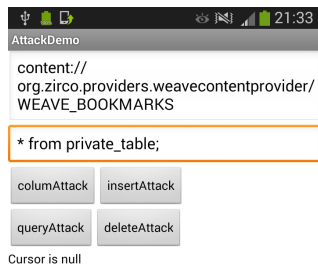 21:33
AttackDemo
content://
org.zirco.providers.weavecontentprovider/
WEAVE_BOOKMARKS
* from private_table;
columAttack insertAttack
queryAttack deleteAttack
Cursor is null